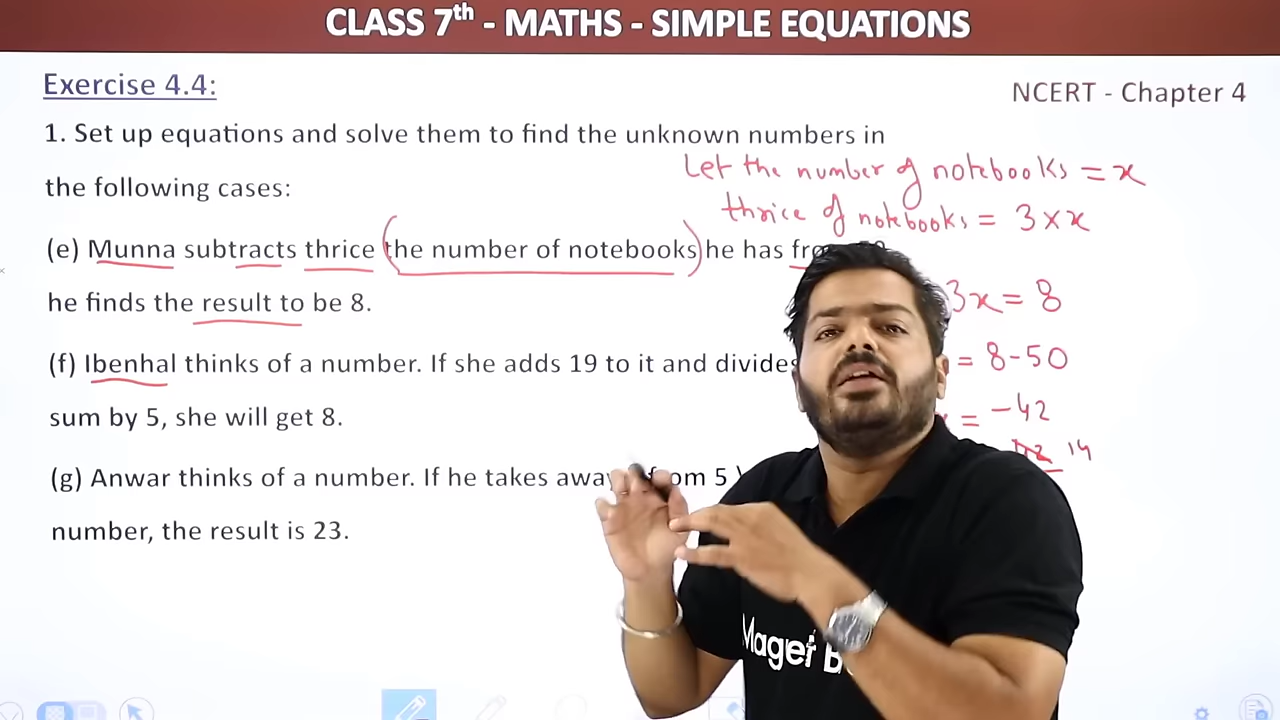 CLASS 7th - MATHS - SIMPLE EQUATIONS
Exercise 4.4:
NCERT - Chapter 4
1. Set up equations and solve them to find the unknown numbers in
the following cases:
Let the number of notebooks = x
thrice of notebooks = 3 × x
(e) Munna subtracts thrice (the number of notebooks) he has
he finds the result to be 8.
3x = 8
(f) Ibenhal thinks of a number. If she adds 19 to it and divides
= 8-50
sum by 5, she will get 8.
= -42
42 14
(g) Anwar thinks of a number. If he takes away 5
number, the result is 23.